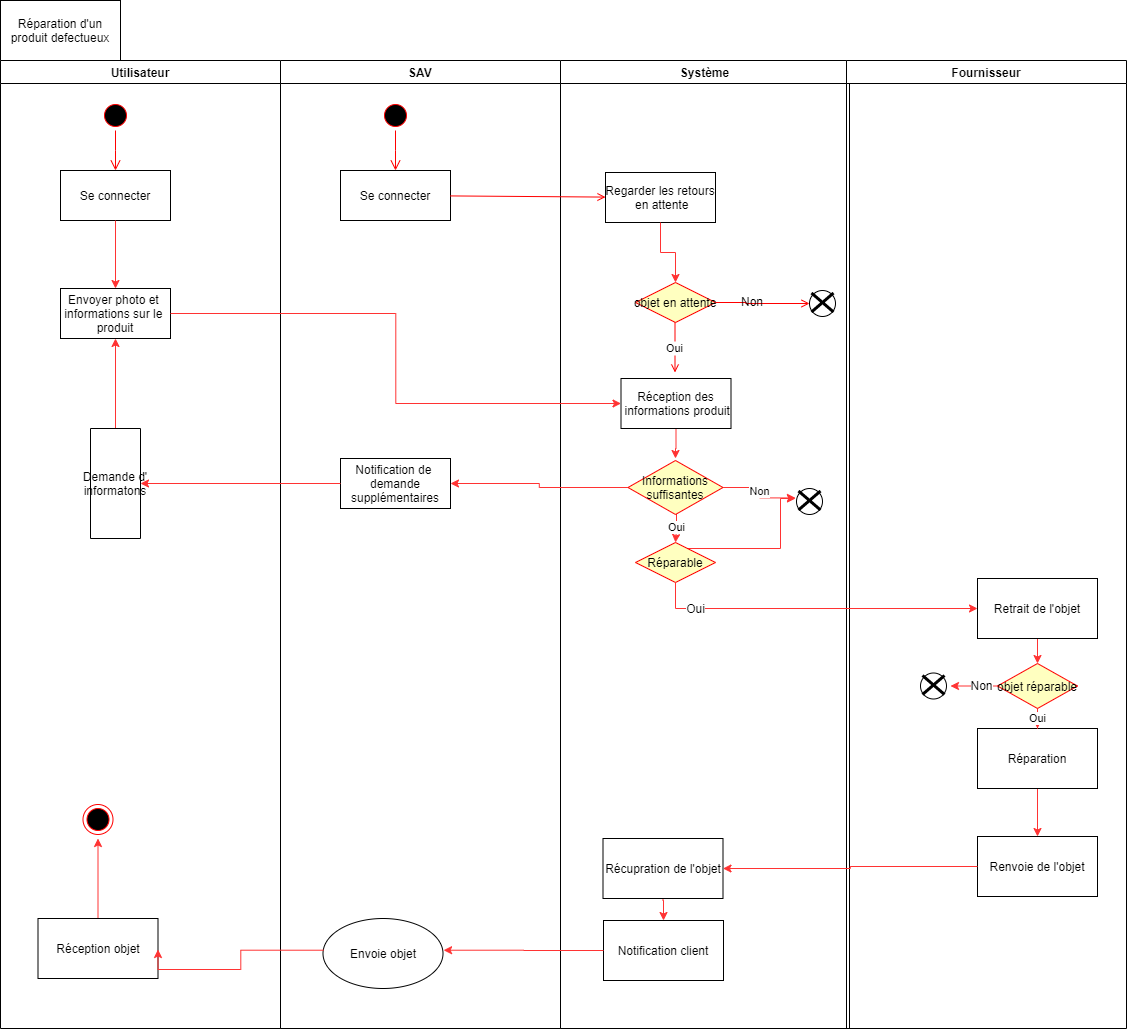 Réparation d'un
produit defectueux
Utilisateur
SAV
Système
Fournisseur
Se connecter
Se connecter
Regarder les retours
en attente
Envoyer photo et
informations sur le
produit
objet en attente
Non
Oui
Réception des
informations produit
Demande d'
informatons
Notification de
demande
supplémentaires
Informations
suffisantes
Non
Oui
Réparable
Oui
Retrait de l'objet
Non
objet réparable
Oui
Réparation
Récupration de l'objet
Renvoie de l'objet
Réception objet
Envoie objet
Notification client